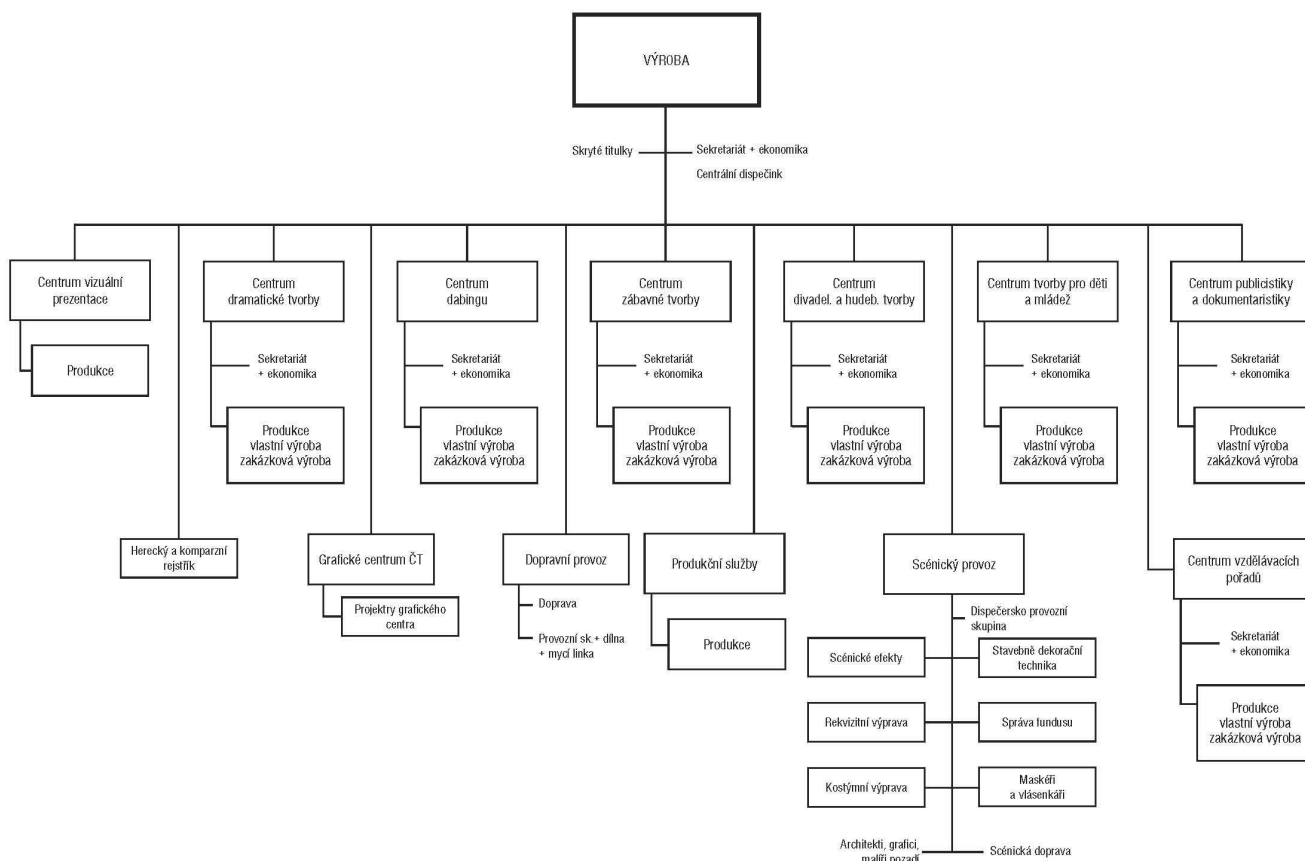 VÝROBA
Skryté titulky
Sekretariát + ekonomika
Centrální dispečink
Centrum vizuální
prezentace
Centrum
dramatické tvorby
Centrum
dabingu
Centrum
zábavné tvorby
Centrum
divadel. a hudeb. tvorby
Centrum tvorby pro děti
a mládež
Centrum publicistiky
a dokumentaristiky
Produkce
Sekretariát
+ ekonomika
Sekretariát
+ ekonomika
Sekretariát
+ ekonomika
Sekretariát
+ ekonomika
Sekretariát
+ ekonomika
Sekretariát
+ ekonomika
Produkce
vlastní výroba
zakázková výroba
Produkce
vlastní výroba
zakázková výroba
Produkce
vlastní výroba
zakázková výroba
Produkce
vlastní výroba
zakázková výroba
Produkce
vlastní výroba
zakázková výroba
Produkce
vlastní výroba
zakázková výroba
Herecký a komparzní
rejstřík
Grafické centrum ČT
Projektry grafického
centra
Dopravní provoz
Doprava
Provozní sk.+ dílna
+ mycí linka
Produkční služby
Produkce
Scénický provoz
Dispečersko provozní
skupina
Scénické efekty
Stavebně dekorační
technika
Rekvizitní výprava
Správa fundusu
Kostýmní výprava
Maskéři
a vlásenkáři
Architekti, grafici,
malíři pozadí
Scénická doprava
Centrum vzdělávacích
pořadů
Sekretariát
+ ekonomika
Produkce
vlastní výroba
zakázková výroba